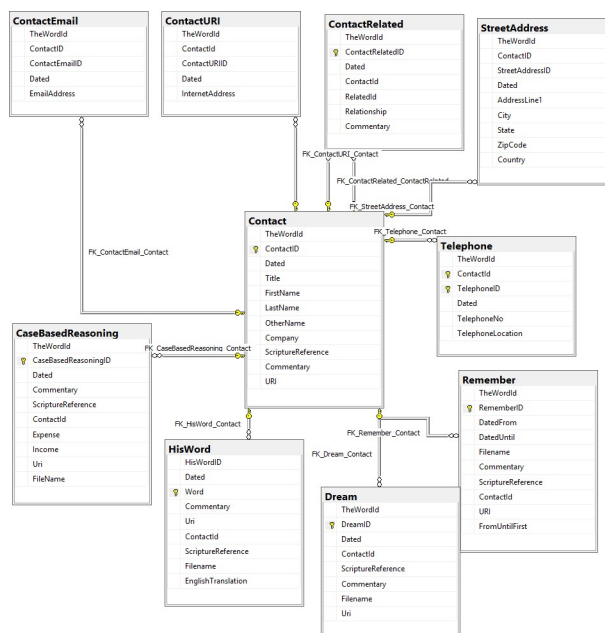 ContactEmail
TheWordId
ContactID
ContactEmailID
Dated
EmailAddress
ContactURI
TheWordId
ContactId
ContactURIID
Dated
InternetAddress
ContactRelated
TheWordId
ContactRelatedID
Dated
ContactId
RelatedId
Relationship
Commentary
StreetAddress
TheWordId
ContactID
StreetAddressID
Dated
AddressLine1
City
State
ZipCode
Country
FK_ContactURI_Contact
FK_ContactRelated_ContactRelated
FK_StreetAddress_Contact
FK_Telephone_Contact
FK_ContactEmail_Contact
Contact
TheWordId
ContactID
Dated
Title
FirstName
LastName
OtherName
Company
ScriptureReference
Commentary
URI
Telephone
TheWordId
ContactId
TelephoneID
Dated
TelephoneNo
TelephoneLocation
CaseBasedReasoning
TheWordId
CaseBasedReasoningID
Dated
Commentary
ScriptureReference
ContactId
Expense
Income
Uri
FileName
FK_CaseBasedReasoning_Contact
FK_HisWord_Contact
FK_Remember_Contact
FK_Dream_Contact
HisWord
HisWordID
Dated
Word
Commentary
Uri
ContactId
ScriptureReference
Filename
EnglishTranslation
Remember
TheWordId
RememberID
DatedFrom
DatedUntil
Filename
Commentary
ScriptureReference
ContactId
URI
FromUntilFirst
Dream
TheWordId
DreamID
Dated
ContactId
ScriptureReference
Commentary
Filename
Uri